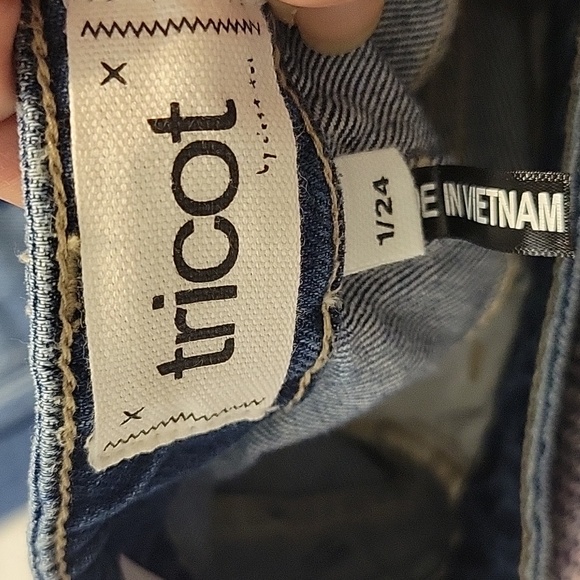 x
tricot
x
1/24
E IN VIETNAM